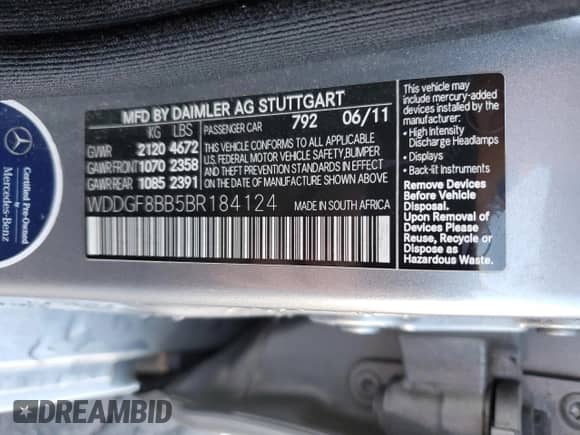 MFD BY DAIMLER AG STUTTGART
KG LBS PASSENGER CAR 792 06/11
GVWR 2120 4672
GAWR FRONT 1070 2358
GAWR REAR 1085 2391
THIS VEHICLE CONFORMS TO ALL APPLICABLE
U.S. FEDERAL MOTOR VEHICLE SAFETY, BUMPER
AND THEFT PREVENTION STANDARDS IN EFFECT
ON THE DATE OF MANUFACTURE SHOWN ABOVE.
WDDGF8BB5BR184124 MADE IN SOUTH AFRICA
This vehicle may
include mercury-added
devices installed by the
manufacturer:
• High Intensity
Discharge Headlamps
• Displays
• Back-lit Instruments
Remove Devices
Before Vehicle
Disposal.
Upon Removal of
Devices Please
Reuse, Recycle or
Dispose as
Hazardous Waste.
Certified Pre-Owned
Mercedes-Benz
DREAMBID